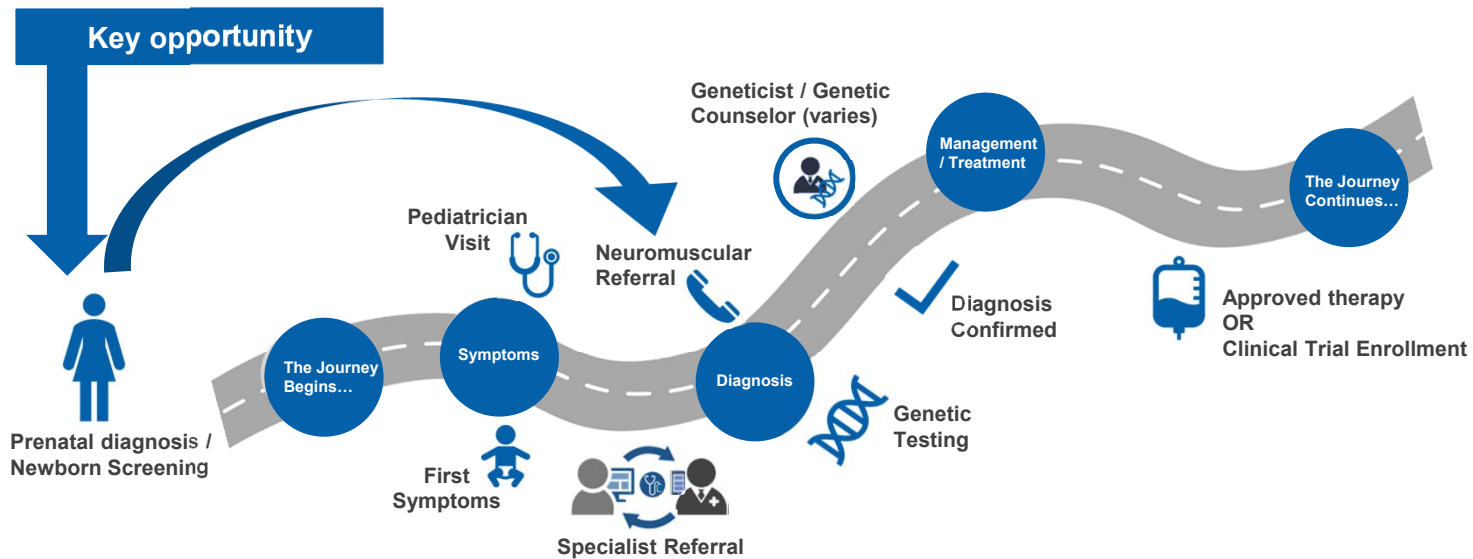 Key opportunity
Prenatal diagnosis /
Newborn Screening
The Journey
Begins…
Symptoms
Pediatrician
Visit
First
Symptoms
Specialist Referral
Neuromuscular
Referral
Diagnosis
Genetic
Testing
Geneticist / Genetic
Counselor (varies)
Diagnosis
Confirmed
Management
/ Treatment
Approved therapy
OR
Clinical Trial Enrollment
The Journey
Continues…